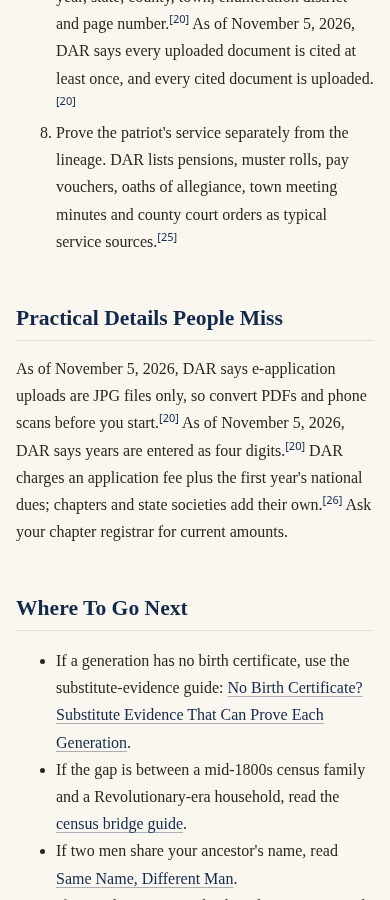 year, state, county, town, enumeration district
and page number.[20] As of November 5, 2026,
DAR says every uploaded document is cited at
least once, and every cited document is uploaded.
[20]
8. Prove the patriot's service separately from the
lineage. DAR lists pensions, muster rolls, pay
vouchers, oaths of allegiance, town meeting
minutes and county court orders as typical
service sources.[25]
Practical Details People Miss
As of November 5, 2026, DAR says e-application
uploads are JPG files only, so convert PDFs and phone
scans before you start.[20] As of November 5, 2026,
DAR says years are entered as four digits.[20] DAR
charges an application fee plus the first year's national
dues; chapters and state societies add their own.[26] Ask
your chapter registrar for current amounts.
Where To Go Next
• If a generation has no birth certificate, use the
substitute-evidence guide: No Birth Certificate?
Substitute Evidence That Can Prove Each
Generation.
• If the gap is between a mid-1800s census family
and a Revolutionary-era household, read the
census bridge guide.
• If two men share your ancestor's name, read
Same Name, Different Man.